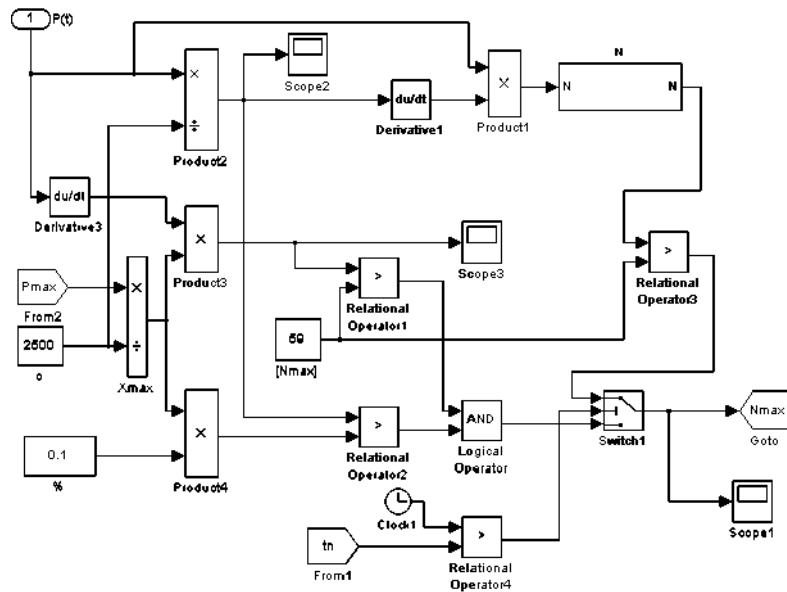 1
P(t)
×
÷
Product2
Scope2
du/dt
Derivative1
×
Product1
N
N
N
du/dt
Derivative3
×
Product3
Scope3
Pmax
From2
2500
c
×
÷
Xmax
>
Relational
Operator1
59
[Nmax]
>
Relational
Operator3
0.1
%
×
Product4
>
Relational
Operator2
AND
Logical
Operator
Switch1
Nmax
Goto
Scope1
Clock1
tn
From1
>
Relational
Operator4